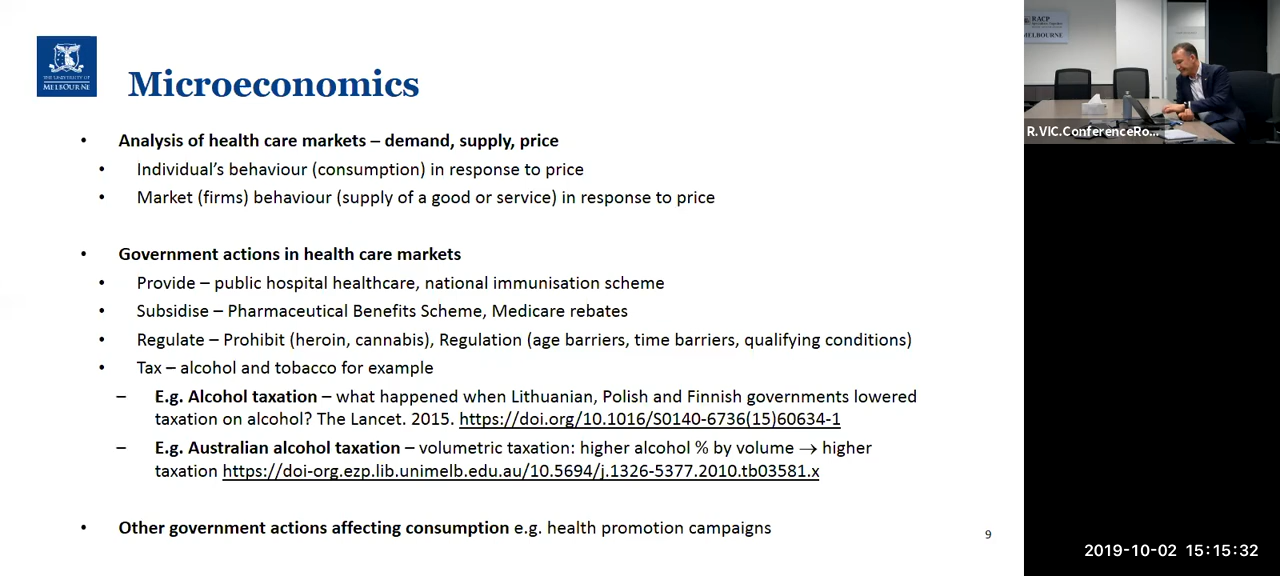 THE UNIVERSITY OF
MELBOURNE
Microeconomics
• Analysis of health care markets – demand, supply, price
• Individual’s behaviour (consumption) in response to price
• Market (firms) behaviour (supply of a good or service) in response to price
• Government actions in health care markets
• Provide – public hospital healthcare, national immunisation scheme
• Subsidise – Pharmaceutical Benefits Scheme, Medicare rebates
• Regulate – Prohibit (heroin, cannabis), Regulation (age barriers, time barriers, qualifying conditions)
• Tax – alcohol and tobacco for example
– E.g. Alcohol taxation – what happened when Lithuanian, Polish and Finnish governments lowered
taxation on alcohol? The Lancet. 2015. https://doi.org/10.1016/S0140-6736(15)60634-1
– E.g. Australian alcohol taxation – volumetric taxation: higher alcohol % by volume → higher
taxation https://doi-org.ezp.lib.unimelb.edu.au/10.5694/j.1326-5377.2010.tb03581.x
• Other government actions affecting consumption e.g. health promotion campaigns
9
RACP
MELBOURNE
R.VIC.ConferenceRo...
2019-10-02 15:15:32